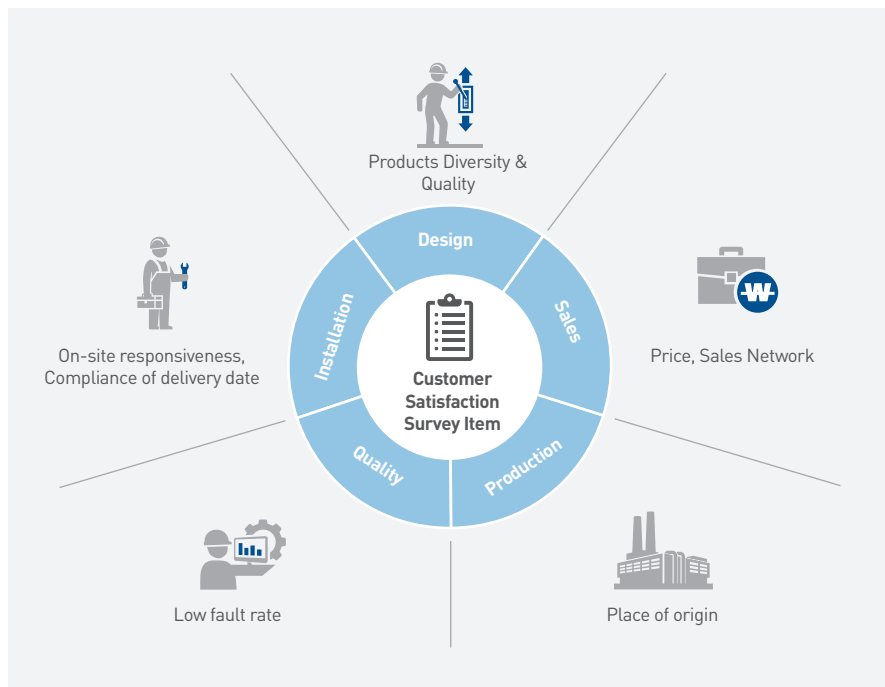 Products Diversity &
Quality
Design
Installation
Sales
On-site responsiveness,
Compliance of delivery date
Price, Sales Network
Customer
Satisfaction
Survey Item
Quality
Production
Low fault rate
Place of origin